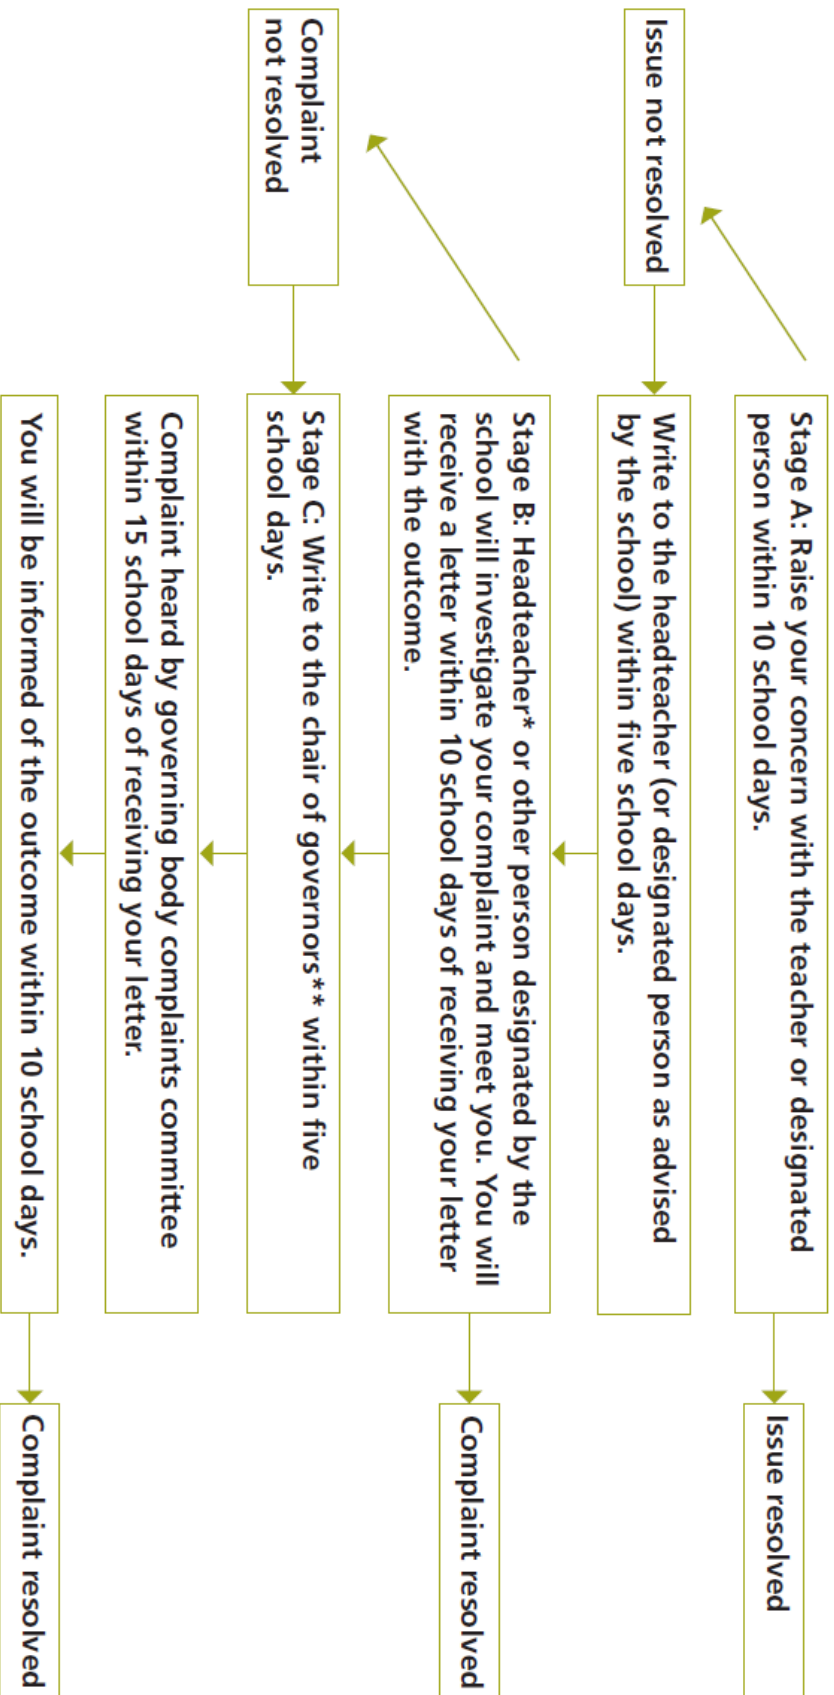 Stage A: Raise your concern with the teacher or designated
person within 10 school days.
Issue resolved
Issue not resolved
Write to the headteacher (or designated person as advised
by the school) within five school days.
Stage B: Headteacher* or other person designated by the
school will investigate your complaint and meet you. You will
receive a letter within 10 school days of receiving your letter
with the outcome.
Complaint resolved
Complaint
not resolved
Stage C: Write to the chair of governors** within five
school days.
Complaint heard by governing body complaints committee
within 15 school days of receiving your letter.
You will be informed of the outcome within 10 school days.
Complaint resolved